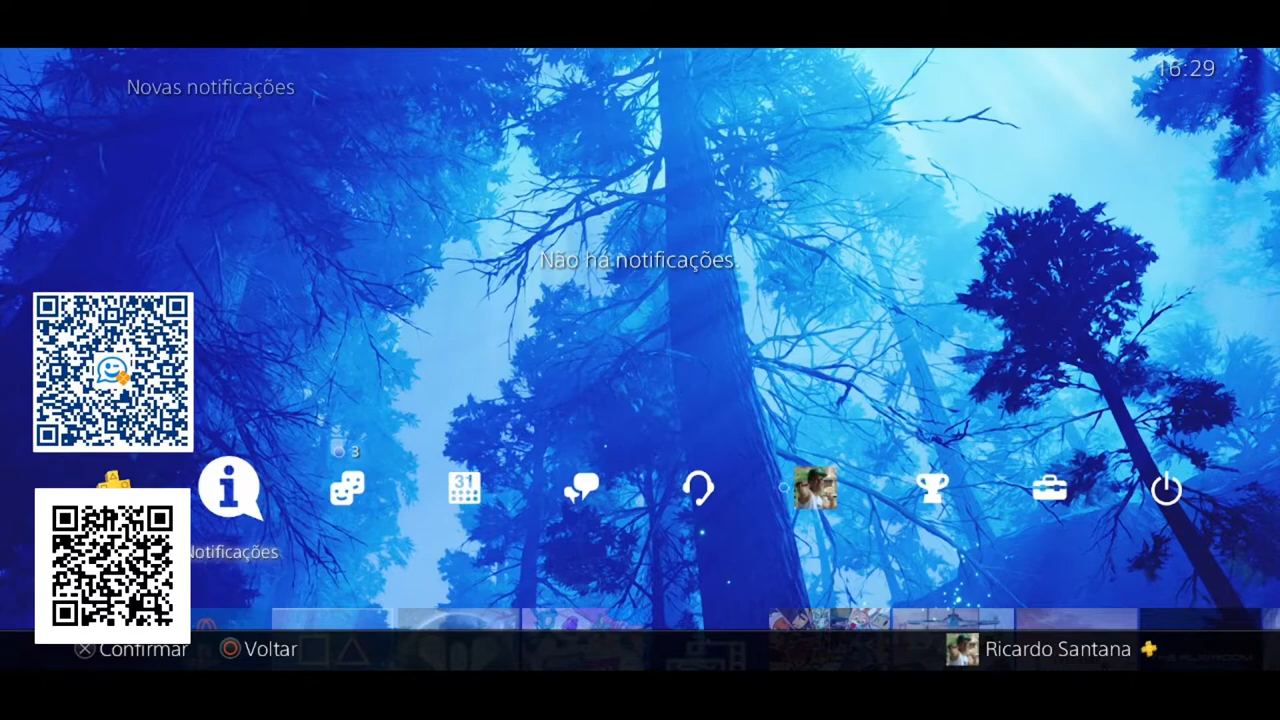 Novas notificações
16:29
Não há notificações.
3
31
Notificações
Confirmar
Voltar
Ricardo Santana